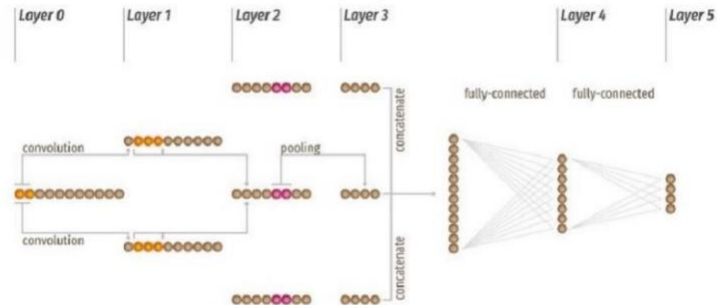 Layer 0
Layer 1
Layer 2
Layer 3
Layer 4
Layer 5
fully-connected
fully-connected
concatenate
convolution
pooling
convolution
concatenate